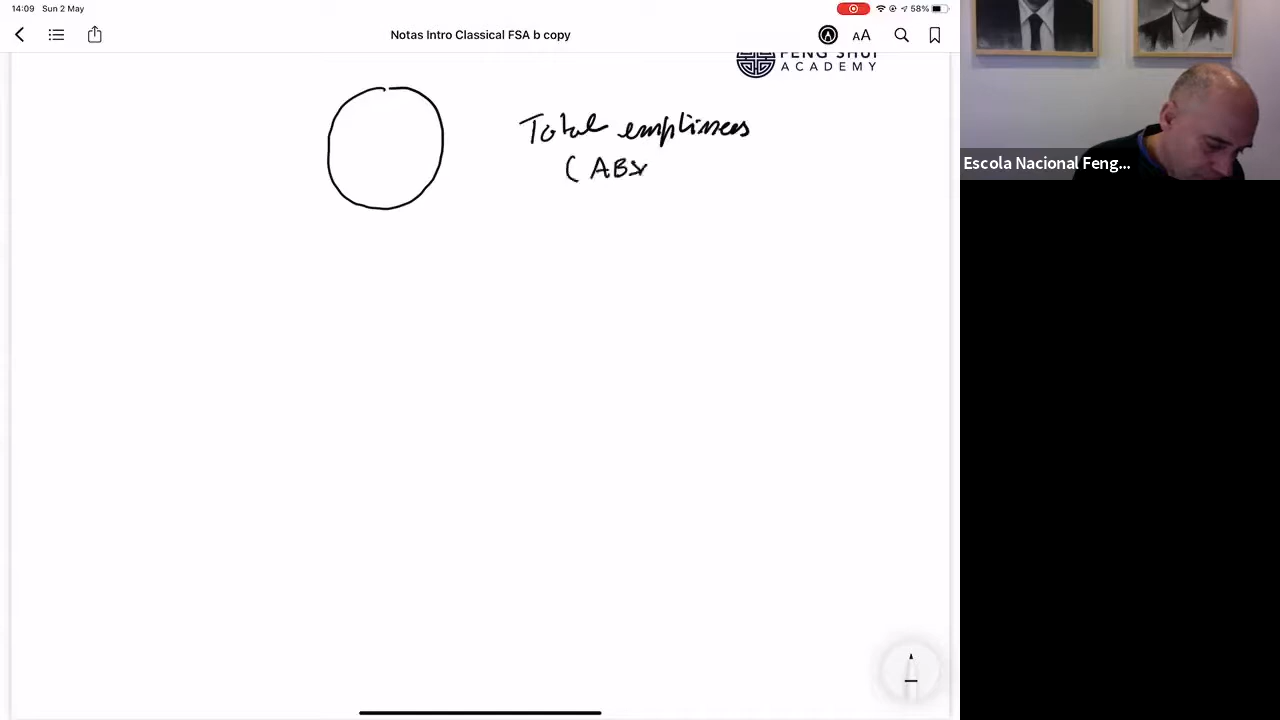 14:09 Sun 2 May 58%
Notas Intro Classical FSA b copy
AA
FENG SHUI
ACADEMY
Total emptiness
( ABS
Escola Nacional Feng...